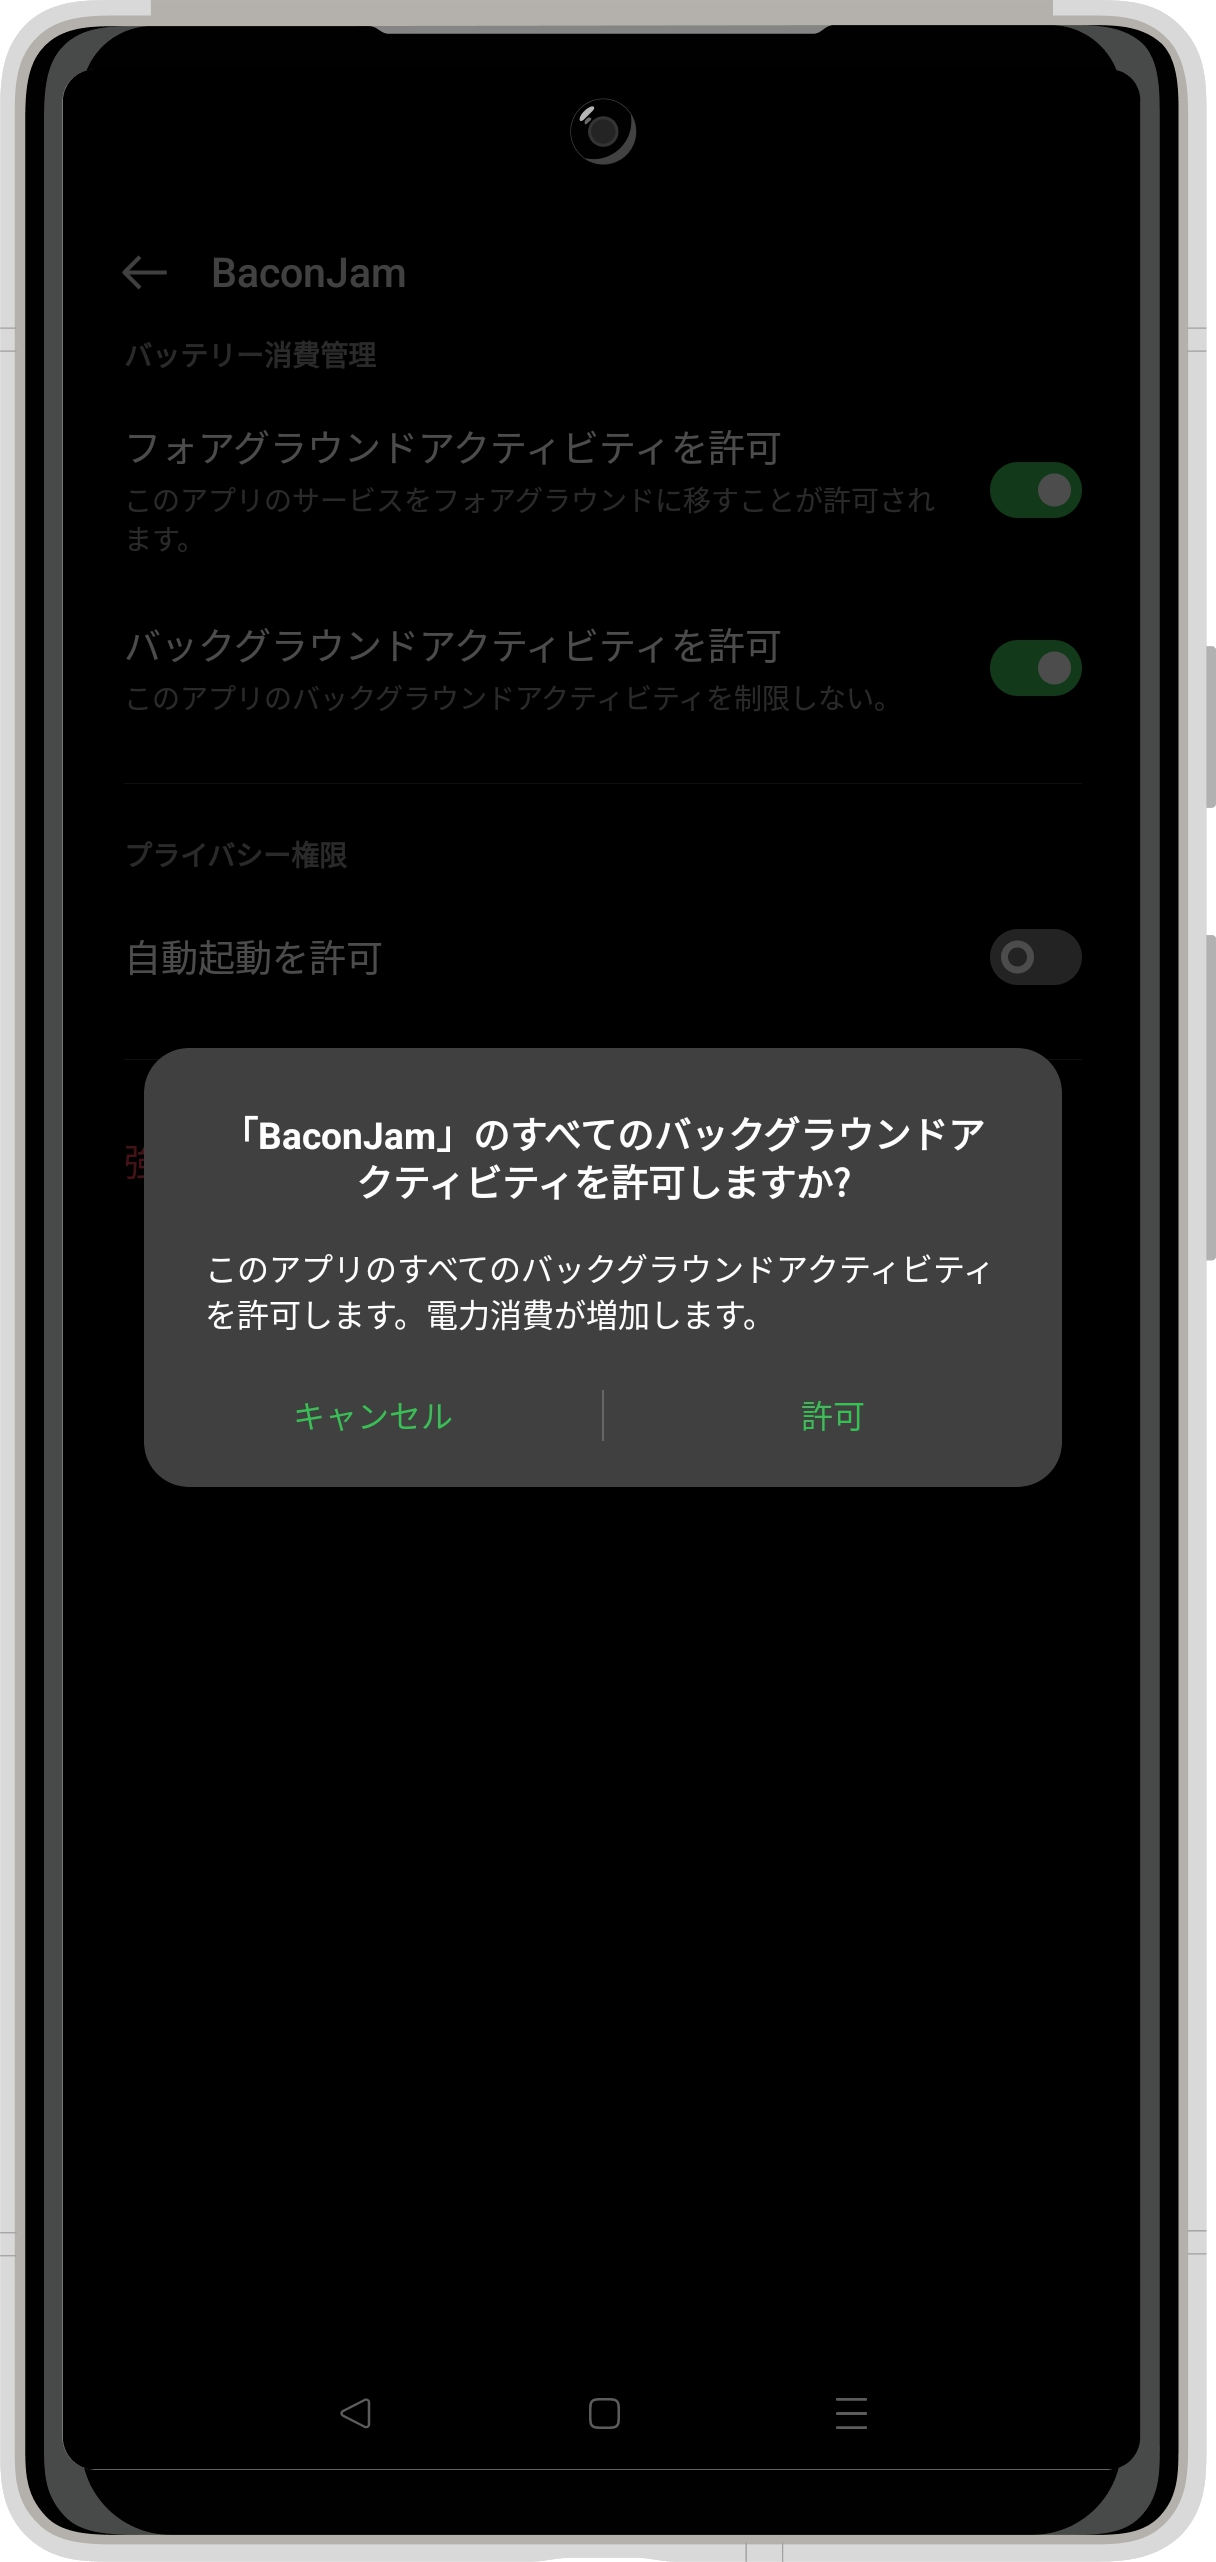 BaconJam
バッテリー消費管理
フォアグラウンドアクティビティを許可
このアプリのサービスをフォアグラウンドに移すことが許可され
ます。
バックグラウンドアクティビティを許可
このアプリのバックグラウンドアクティビティを制限しない。
プライバシー権限
自動起動を許可
「BaconJam」のすべてのバックグラウンドア
クティビティを許可しますか?
このアプリのすべてのバックグラウンドアクティビティ
を許可します。電力消費が増加します。
キャンセル
許可